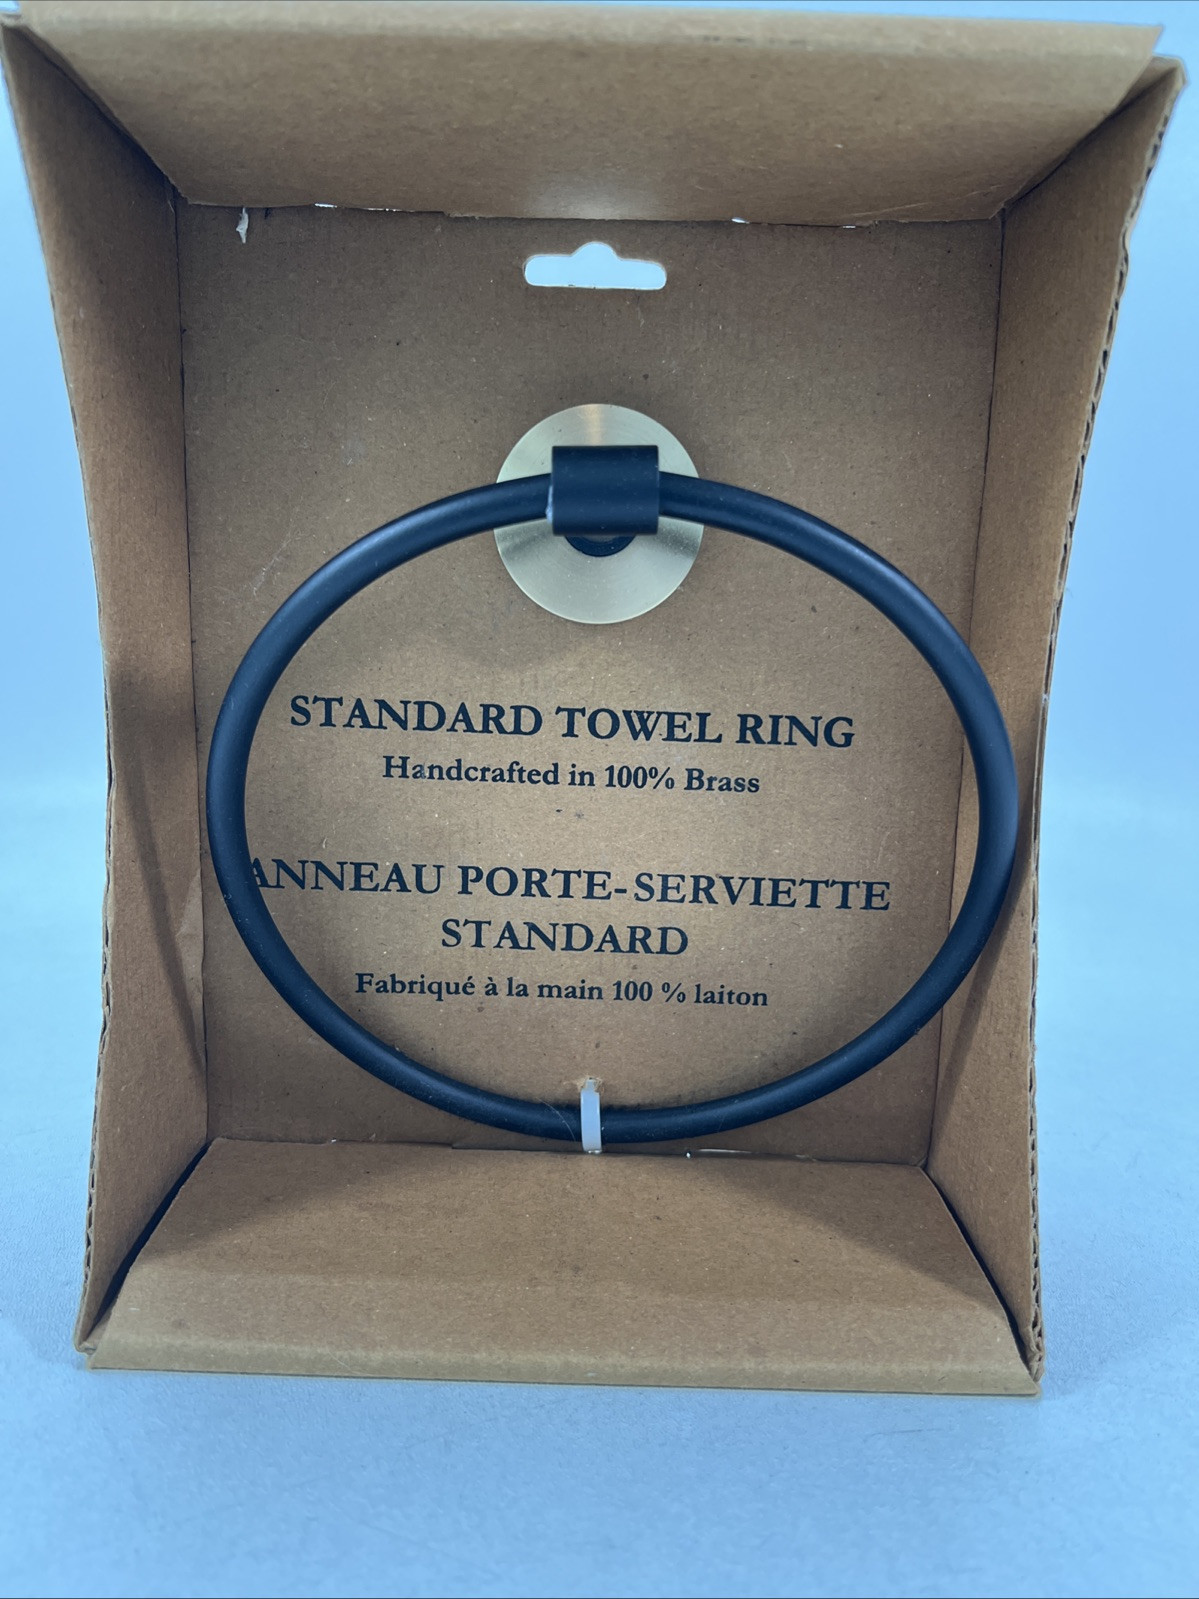 STANDARD TOWEL RING
Handcrafted in 100% Brass
ANNEAU PORTE-SERVIETTE
STANDARD
Fabriqué à la main 100 % laiton